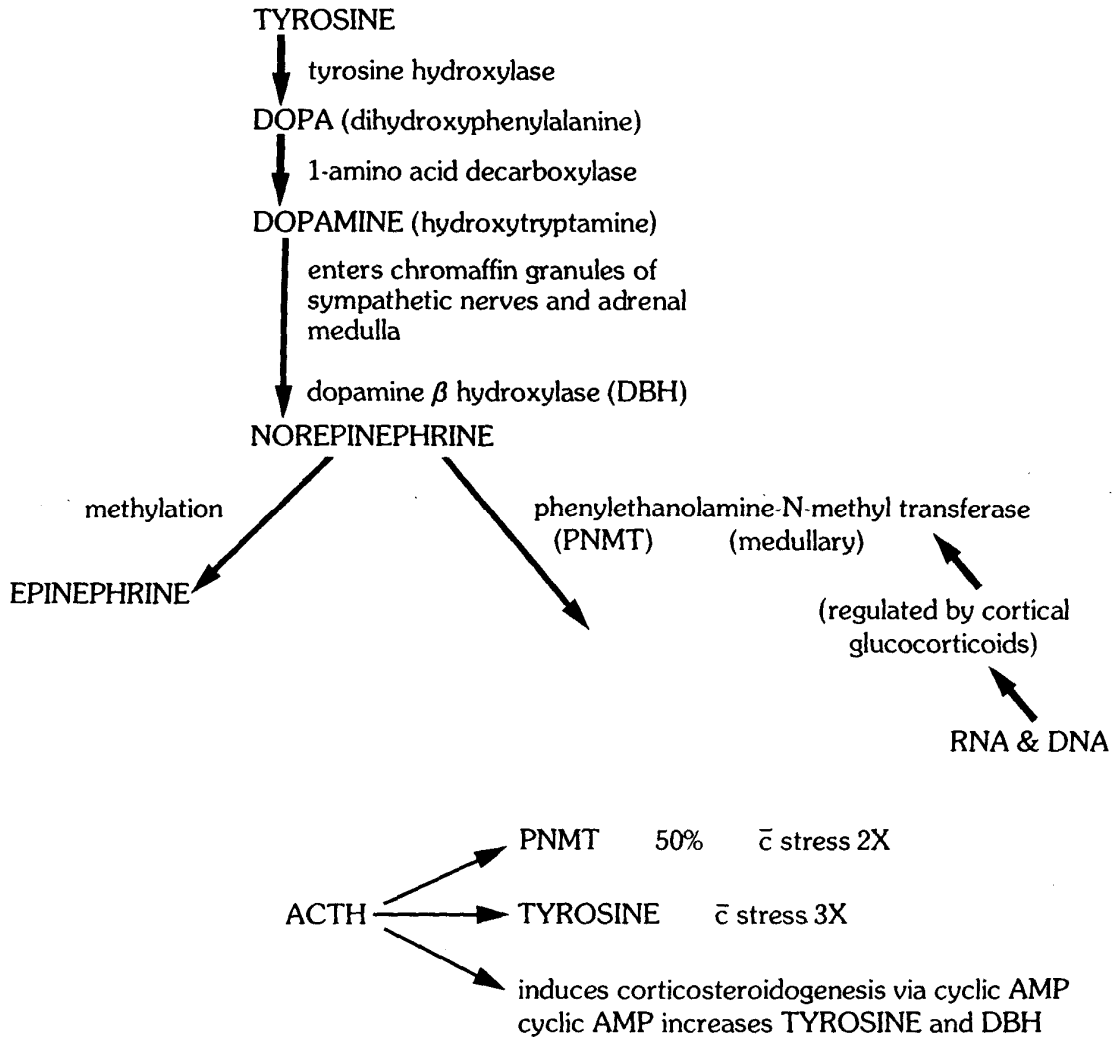 TYROSINE
tyrosine hydroxylase
DOPA (dihydroxyphenylalanine)
1-amino acid decarboxylase
DOPAMINE (hydroxytryptamine)
enters chromaffin granules of
sympathetic nerves and adrenal
medulla
dopamine β hydroxylase (DBH)
NOREPINEPHRINE
methylation
phenylethanolamine-N-methyl transferase
(PNMT) (medullary)
EPINEPHRINE
(regulated by cortical
glucocorticoids)
RNA & DNA
PNMT 50% c̄ stress 2X
ACTH TYROSINE c̄ stress 3X
induces corticosteroidogenesis via cyclic AMP
cyclic AMP increases TYROSINE and DBH